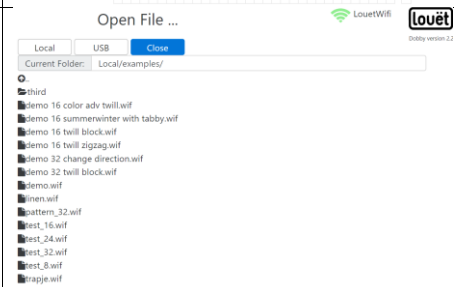 Open File ...
LouetWifi
louët
Dobby version 2.2
Local
USB
Close
Current Folder:
Local/examples/
..
third
demo 16 color adv twill.wif
demo 16 summerwinter with tabby.wif
demo 16 twill block.wif
demo 16 twill zigzag.wif
demo 32 change direction.wif
demo 32 twill block.wif
demo.wif
linen.wif
pattern_32.wif
test_16.wif
test_24.wif
test_32.wif
test_8.wif
trapje.wif